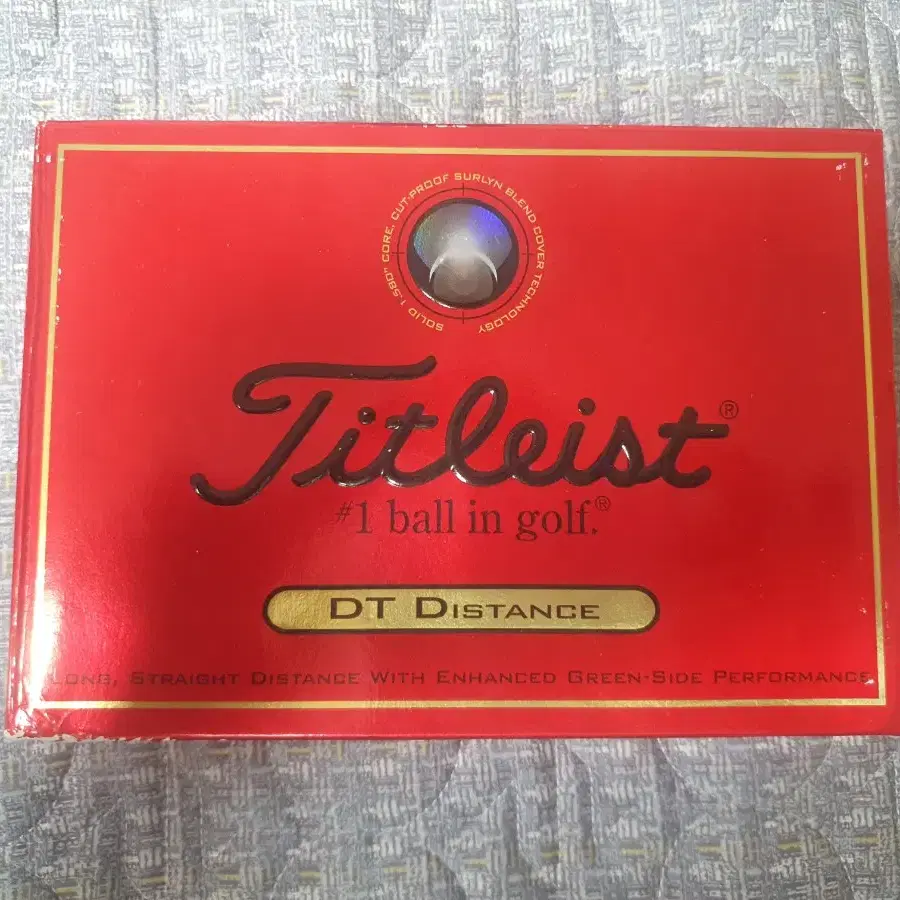 SOLID 1.580" CORE, CUT-PROOF SURLYN BLEND COVER TECHNOLOGY
Titleist®
#1 ball in golf.®
DT DISTANCE
LONG, STRAIGHT DISTANCE WITH ENHANCED GREEN-SIDE PERFORMANCE